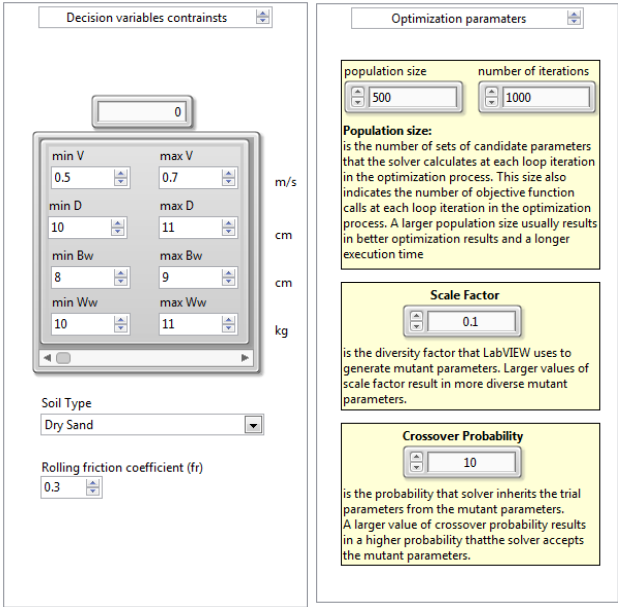 Decision variables contrainsts
0
min V max V
0.5 0.7 m/s
min D max D
10 11 cm
min Bw max Bw
8 9 cm
min Ww max Ww
10 11 kg
Soil Type
Dry Sand
Rolling friction coefficient (fr)
0.3
Optimization paramaters
population size number of iterations
500 1000
Population size:
is the number of sets of candidate parameters
that the solver calculates at each loop iteration
in the optimization process. This size also
indicates the number of objective function
calls at each loop iteration in the optimization
process. A larger population size usually results
in better optimization results and a longer
execution time
Scale Factor
0.1
is the diversity factor that LabVIEW uses to
generate mutant parameters. Larger values of
scale factor result in more diverse mutant
parameters.
Crossover Probability
10
is the probability that solver inherits the trial
parameters from the mutant parameters.
A larger value of crossover probability results
in a higher probability thatthe solver accepts
the mutant parameters.